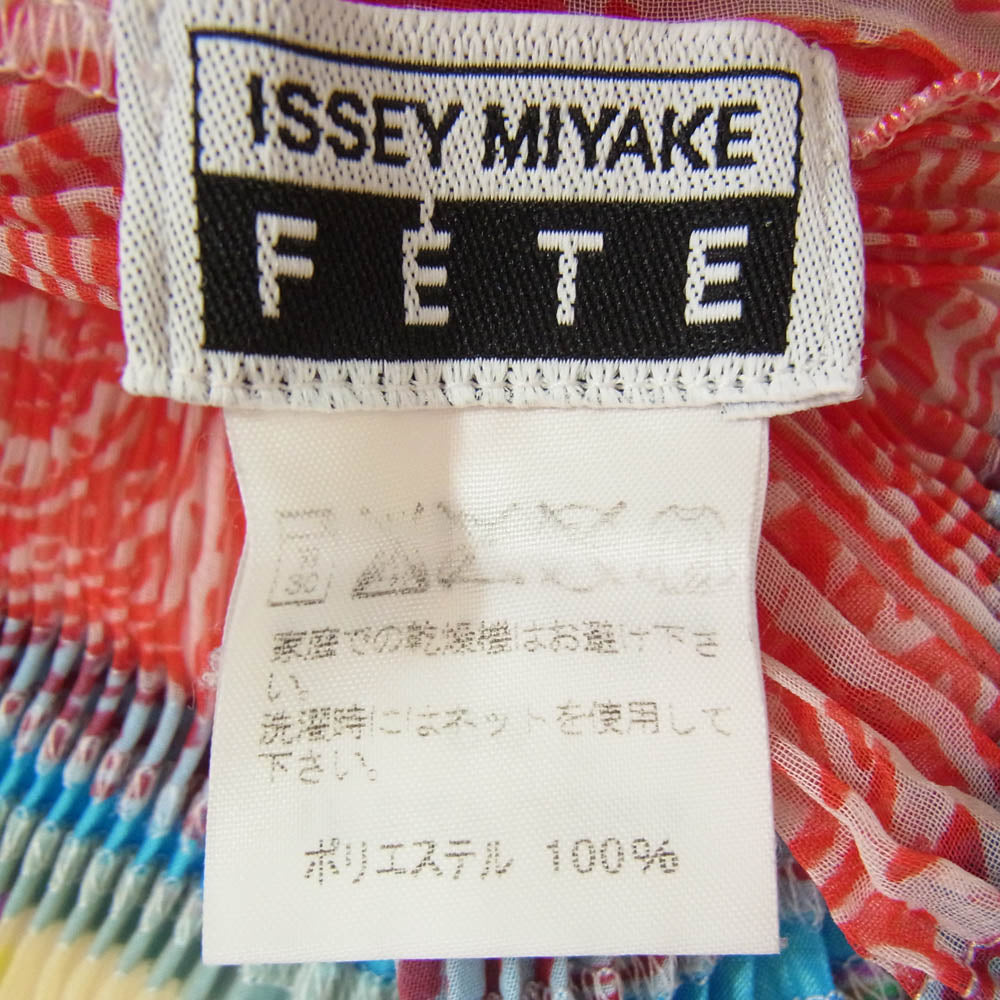 ISSEY MIYAKE
FÊTE
30
家庭での乾燥機はお避け下さ
い。
洗濯時にはネットを使用して
下さい。
ポリエステル 100%